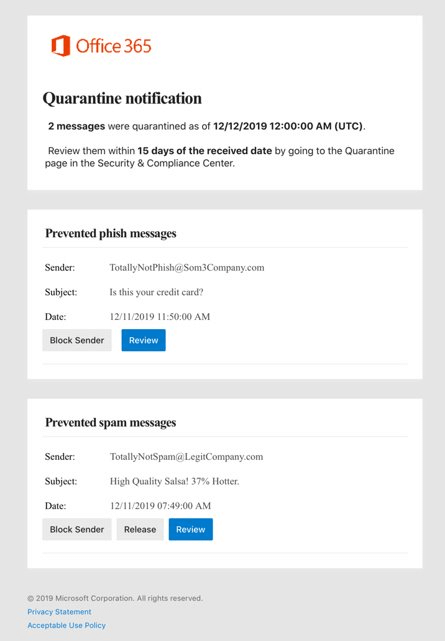 Office 365
Quarantine notification
2 messages were quarantined as of 12/12/2019 12:00:00 AM (UTC).
Review them within 15 days of the received date by going to the Quarantine
page in the Security & Compliance Center.
Prevented phish messages
Sender: TotallyNotPhish@Som3Company.com
Subject: Is this your credit card?
Date: 12/11/2019 11:50:00 AM
Block Sender Review
Prevented spam messages
Sender: TotallyNotSpam@LegitCompany.com
Subject: High Quality Salsa! 37% Hotter.
Date: 12/11/2019 07:49:00 AM
Block Sender Release Review
© 2019 Microsoft Corporation. All rights reserved.
Privacy Statement
Acceptable Use Policy